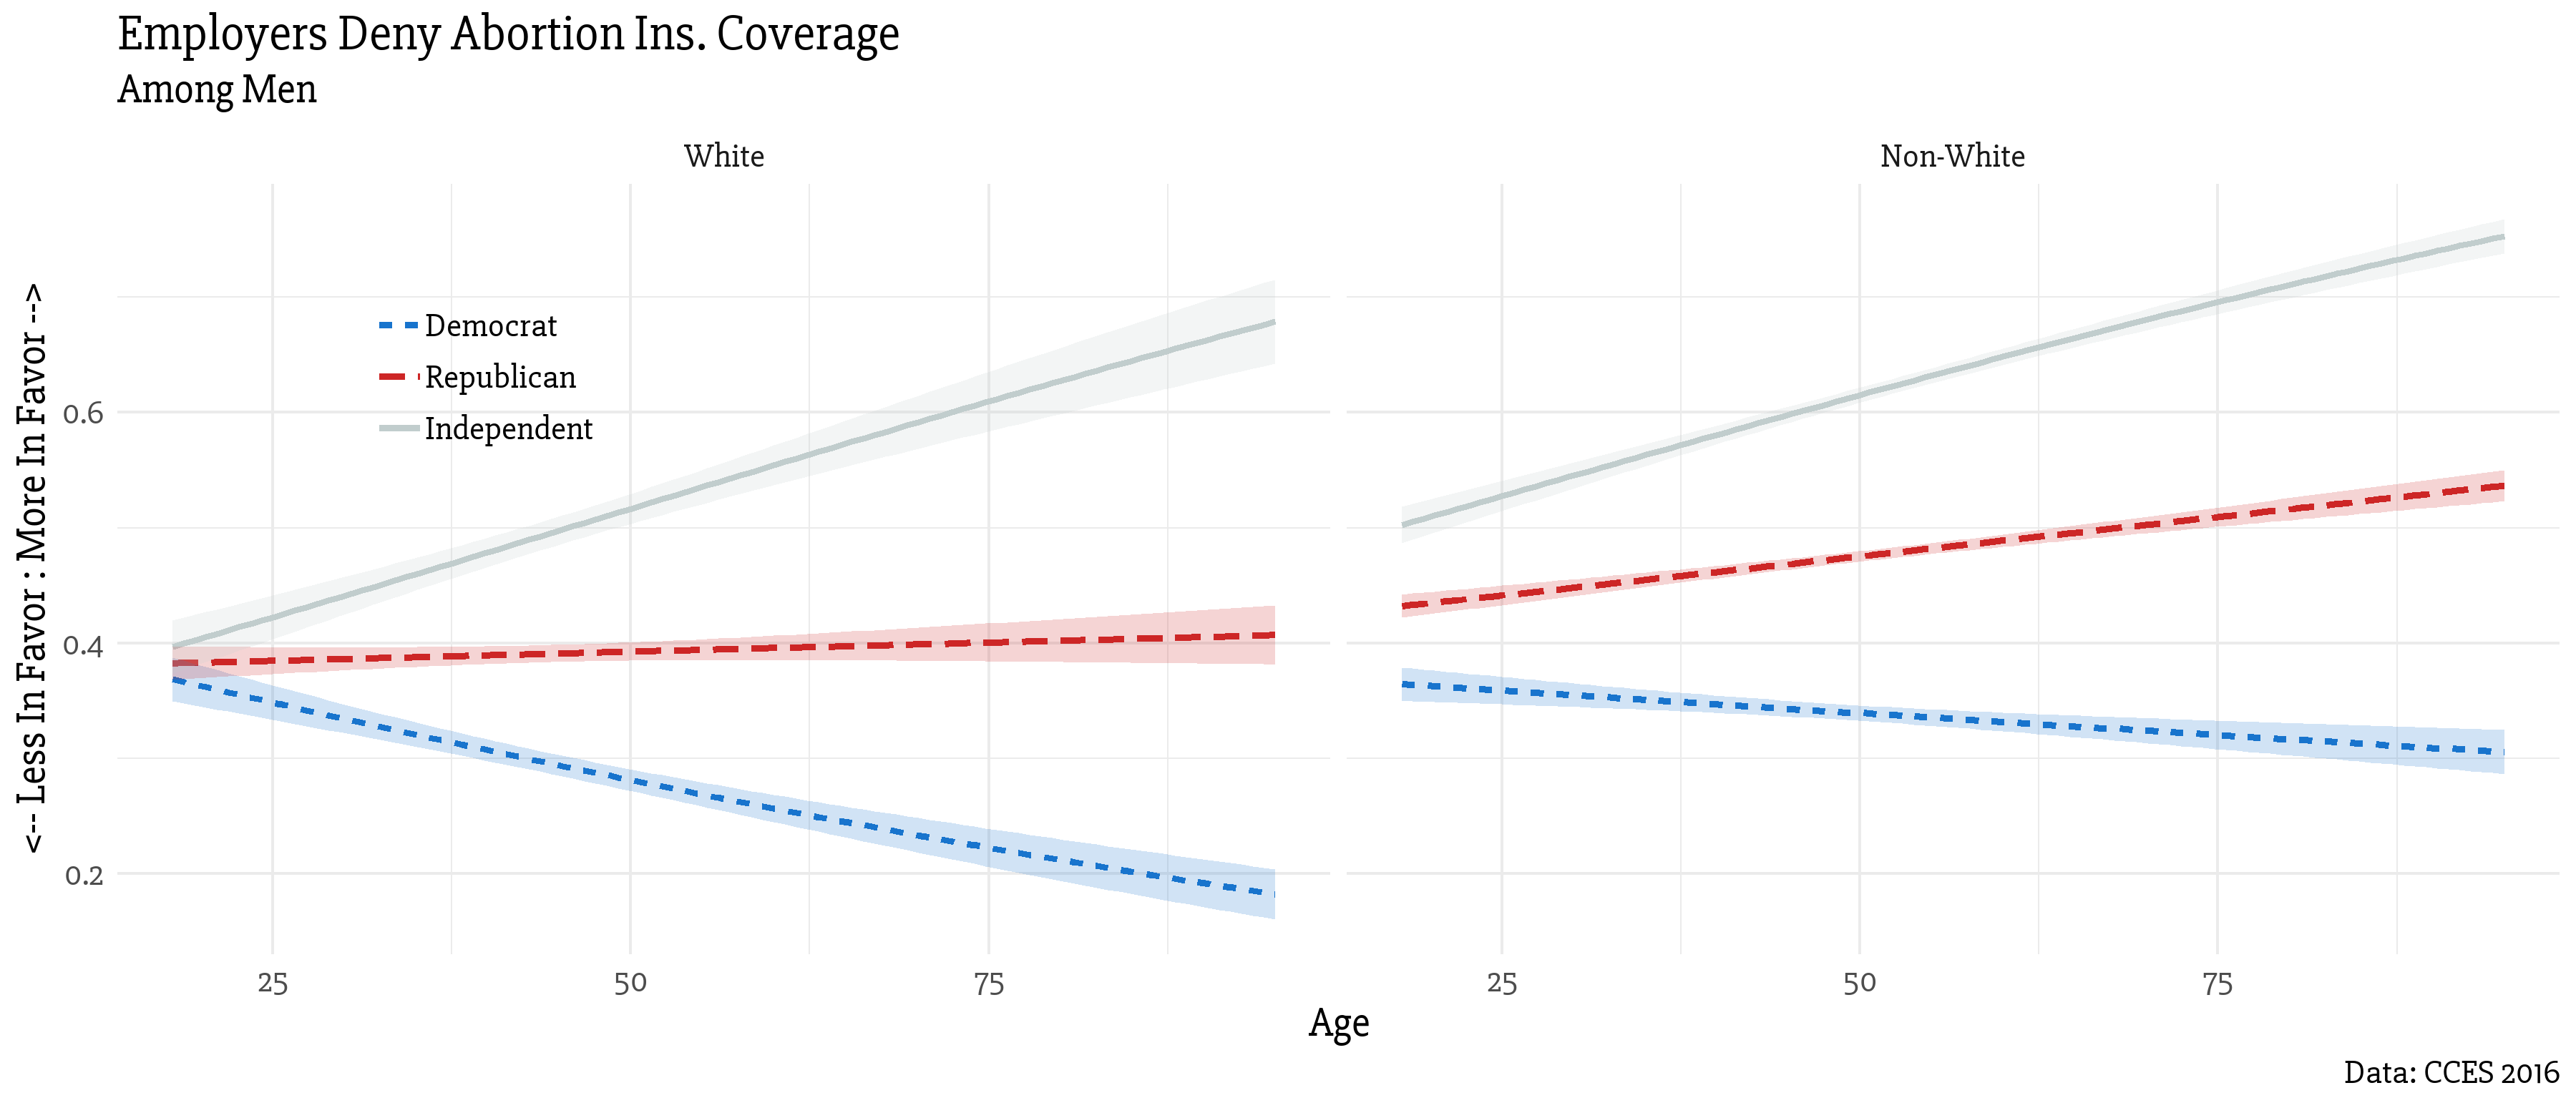 Employers Deny Abortion Ins. Coverage
Among Men
White
Non-White
<-- Less In Favor : More In Favor -->
Democrat
Republican
Independent
0.6
0.4
0.2
25
50
75
25
50
75
Age
Data: CCES 2016